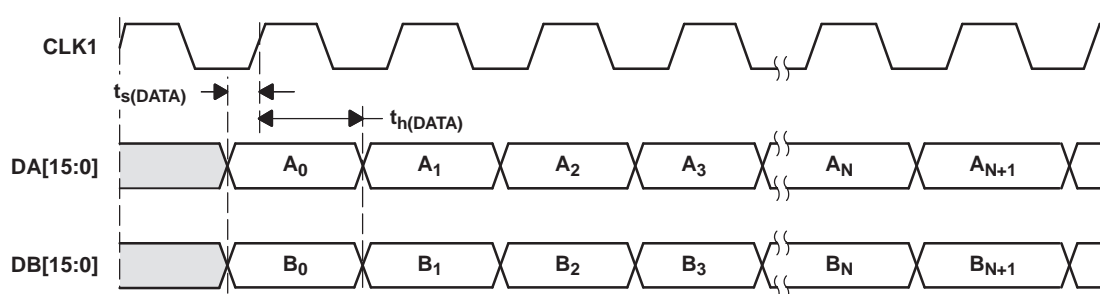 CLK1
ts(DATA)
th(DATA)
DA[15:0] A0 A1 A2 A3 AN AN+1
DB[15:0] B0 B1 B2 B3 BN BN+1